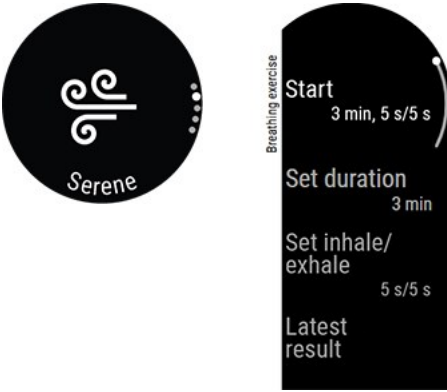 Serene
Breathing exercise
Start
3 min, 5 s/5 s
Set duration
3 min
Set inhale/
exhale
5 s/5 s
Latest
result